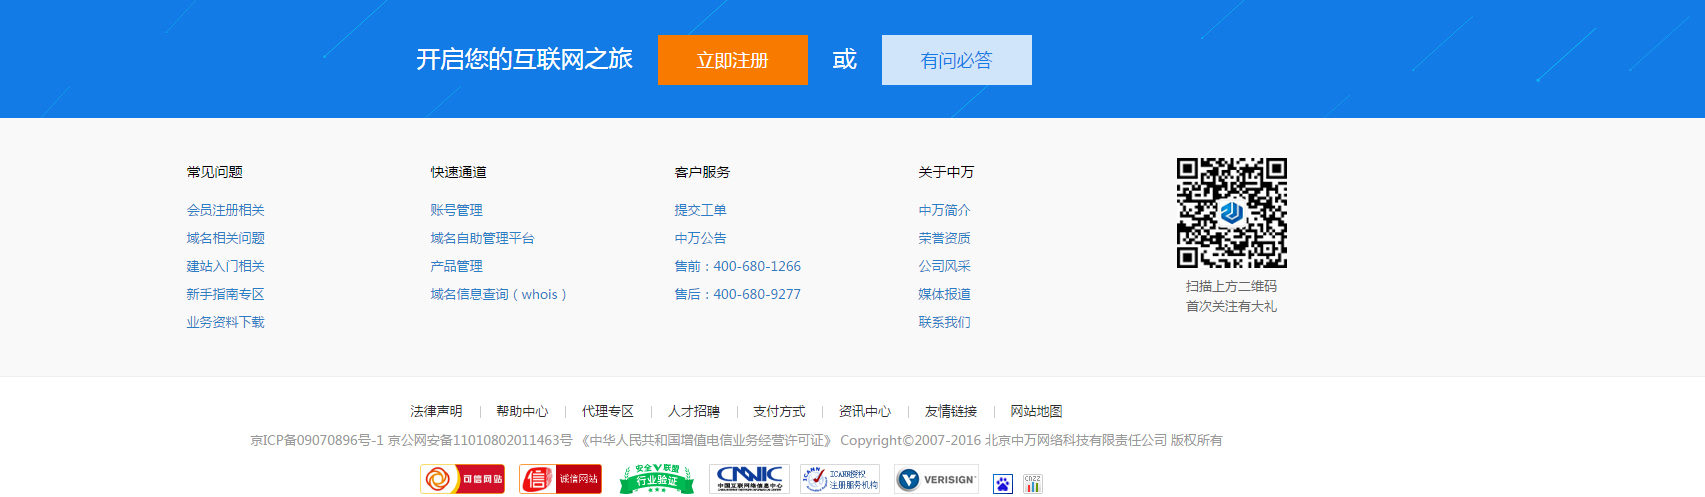 开启您的互联网之旅 立即注册 或 有问必答
常见问题
会员注册相关
域名相关问题
建站入门相关
新手指南专区
业务资料下载
快速通道
账号管理
域名自助管理平台
产品管理
域名信息查询（whois）
客户服务
提交工单
中万公告
售前：400-680-1266
售后：400-680-9277
关于中万
中万简介
荣誉资质
公司风采
媒体报道
联系我们
扫描上方二维码
首次关注有大礼
法律声明 | 帮助中心 | 代理专区 | 人才招聘 | 支付方式 | 资讯中心 | 友情链接 | 网站地图
京ICP备09070896号-1 京公网安备11010802011463号 《中华人民共和国增值电信业务经营许可证》 Copyright©2007-2016 北京中万网络科技有限责任公司 版权所有
可信网站
信 诚信网站
安全V联盟
行业验证
CNNIC
中国互联网络信息中心
ICANN
ICANN授权
注册服务机构
VERISIGN
CNZZ